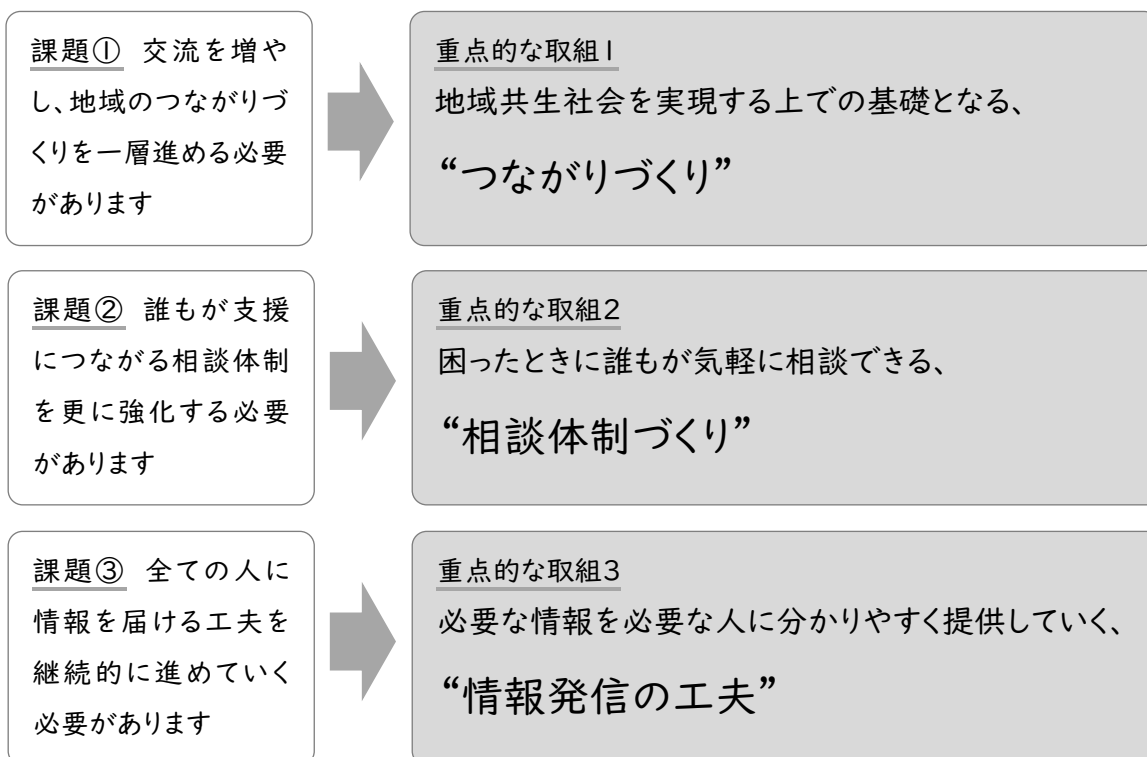 課題① 交流を増や
し、地域のつながりづ
くりを一層進める必要
があります
重点的な取組1
地域共生社会を実現する上での基礎となる、
“つながりづくり”
課題② 誰もが支援
につながる相談体制
を更に強化する必要
があります
重点的な取組2
困ったときに誰もが気軽に相談できる、
“相談体制づくり”
課題③ 全ての人に
情報を届ける工夫を
継続的に進めていく
必要があります
重点的な取組3
必要な情報を必要な人に分かりやすく提供していく、
“情報発信の工夫”